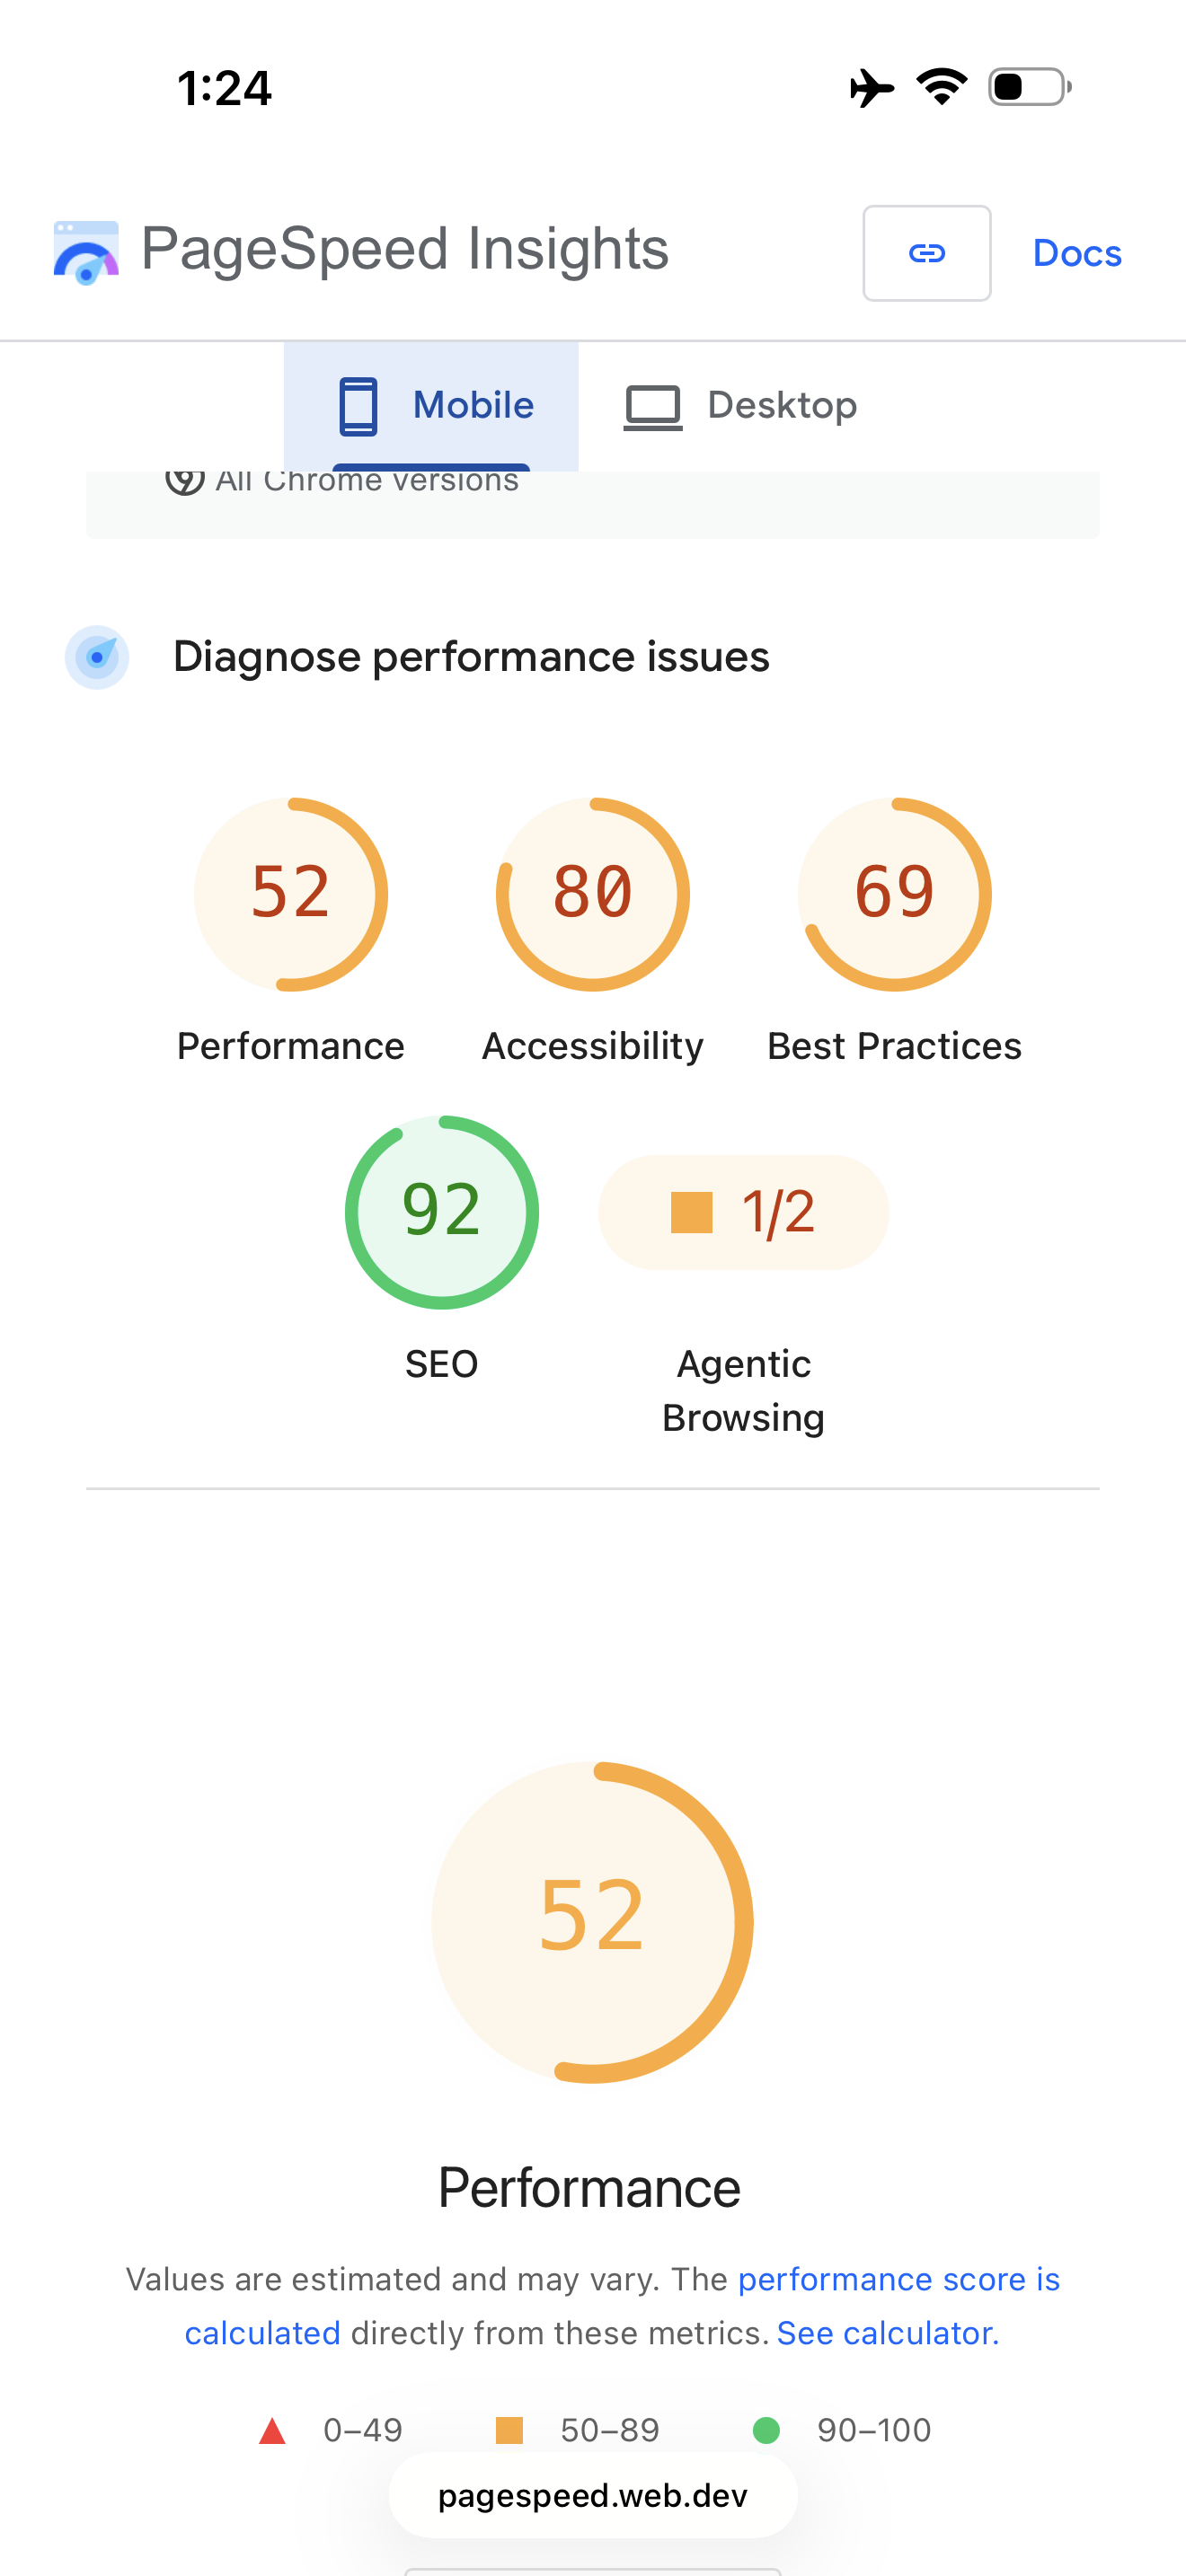 1:24
PageSpeed Insights
Docs
Mobile
Desktop
All Chrome versions
Diagnose performance issues
52
80
69
Performance
Accessibility
Best Practices
92
1/2
SEO
Agentic
Browsing
52
Performance
Values are estimated and may vary. The performance score is
calculated directly from these metrics. See calculator.
0–49
50–89
90–100
pagespeed.web.dev